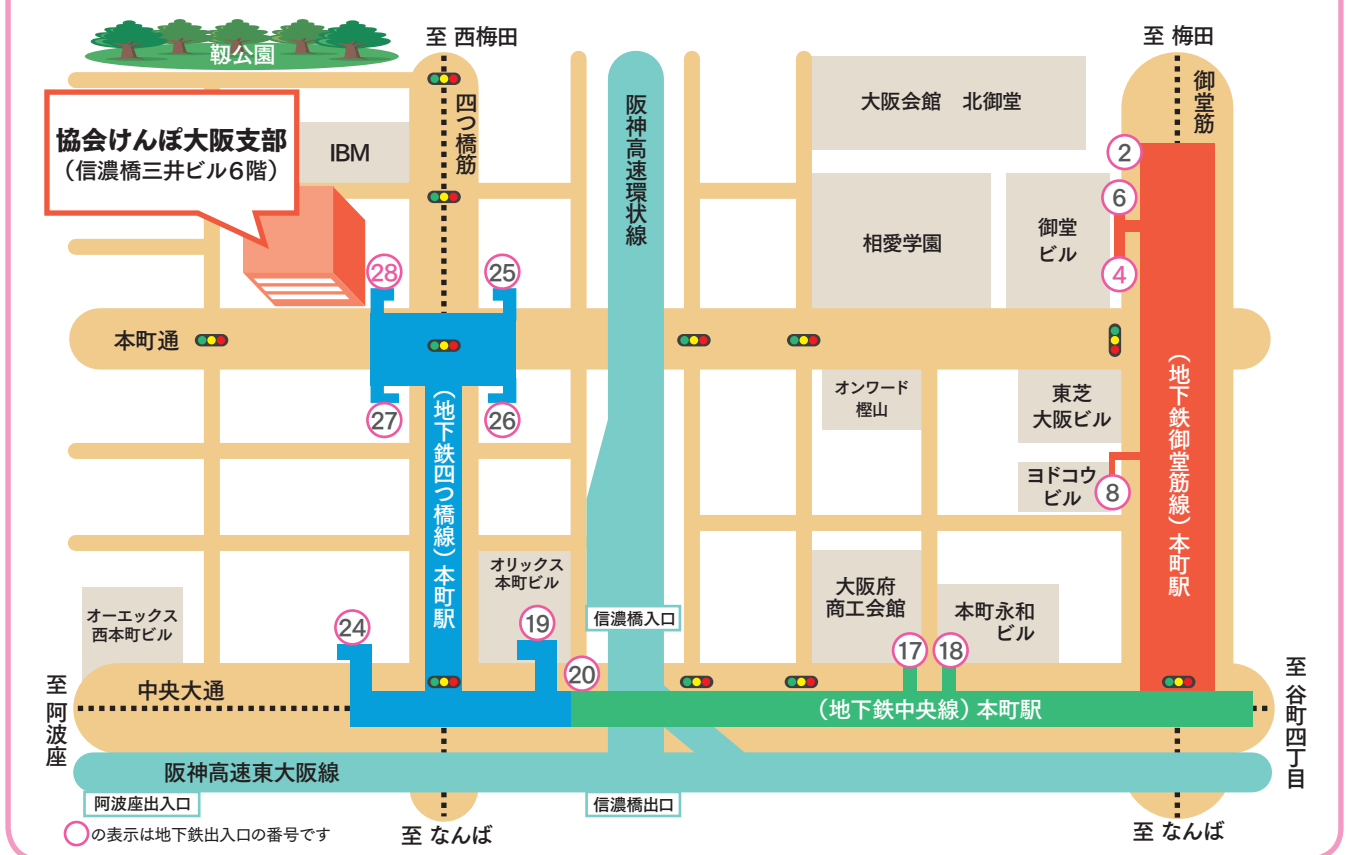 至 西梅田
至 梅田
靱公園
四つ橋筋
阪神高速環状線
大阪会館 北御堂
御堂筋
協会けんぽ大阪支部
（信濃橋三井ビル6階）
IBM
2
6
相愛学園
御堂
ビル
4
28
25
本町通
27
26
（地下鉄四つ橋線）本町駅
オンワード
樫山
東芝
大阪ビル
（地下鉄御堂筋線）本町駅
ヨドコウ
ビル
8
オリックス
本町ビル
大阪府
商工会館
本町永和
ビル
オーエックス
西本町ビル
24
19
信濃橋入口
17
18
20
至 阿波座
中央大通
（地下鉄中央線）本町駅
至 谷町四丁目
阪神高速東大阪線
阿波座出入口
信濃橋出口
○の表示は地下鉄出入口の番号です
至 なんば
至 なんば